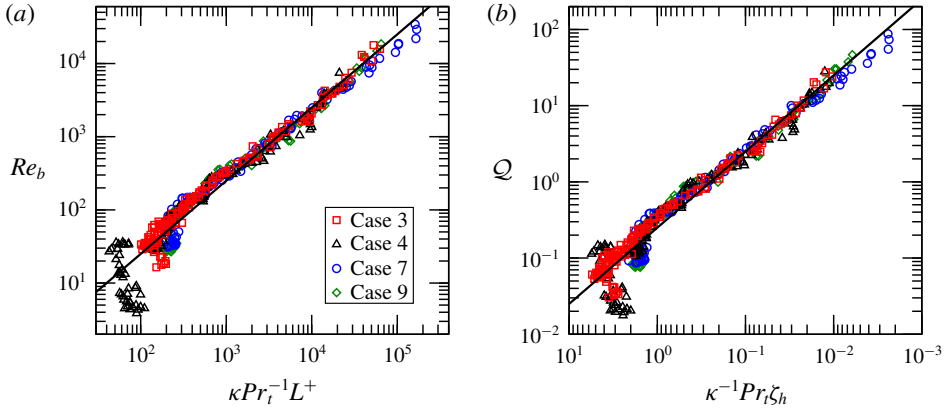 (a)
Re_b
10^4
10^3
10^2
10^1
10^2 10^3 10^4 10^5
κPr_t^{-1}L^+
Case 3
Case 4
Case 7
Case 9
(b)
Q
10^2
10^1
10^0
10^{-1}
10^{-2}
10^1 10^0 10^{-1} 10^{-2} 10^{-3}
κ^{-1}Pr_tζ_h